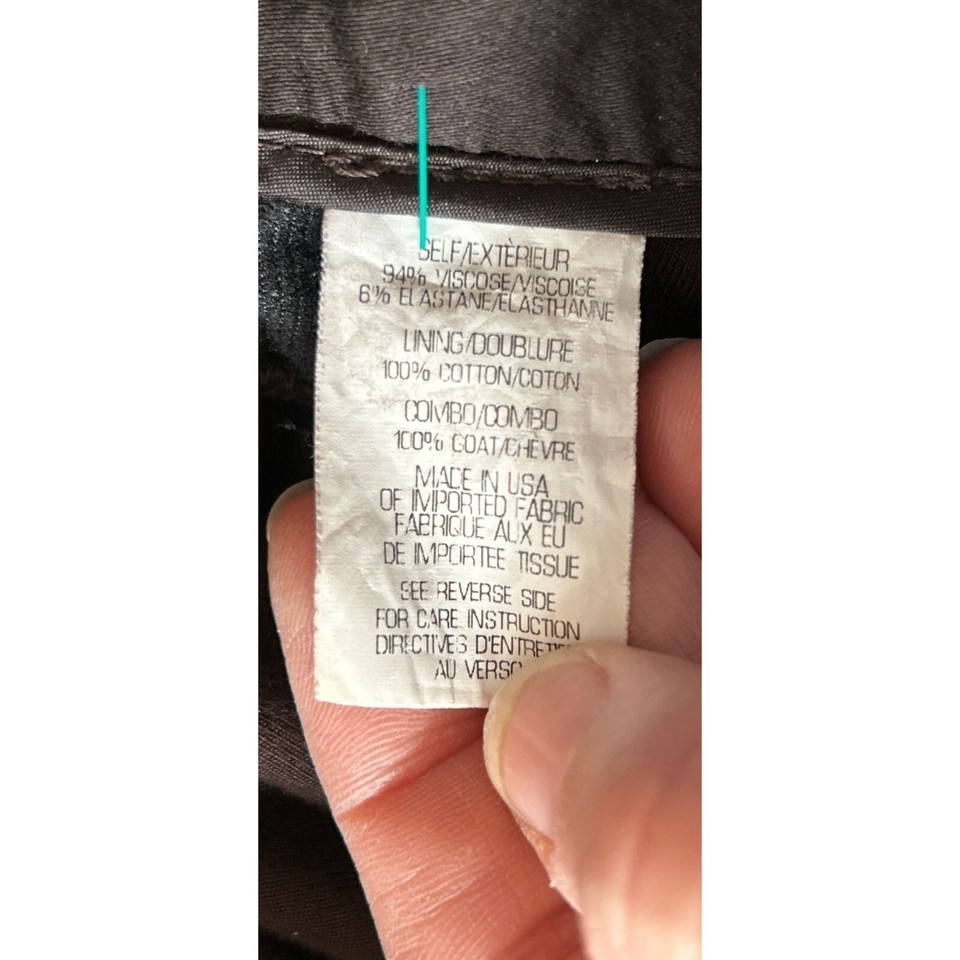 SELF/EXTÈRIEUR
94% VISCOSE/VISCOISE
6% ELASTANE/ELASTHANNE
LINING/DOUBLURE
100% COTTON/COTON
COMBO/COMBO
100% GOAT/CHÈVRE
MADE IN USA
OF IMPORTED FABRIC
FABRIQUE AUX EU
DE IMPORTEE TISSUE
SEE REVERSE SIDE
FOR CARE INSTRUCTION
DIRECTIVES
AU VERSO